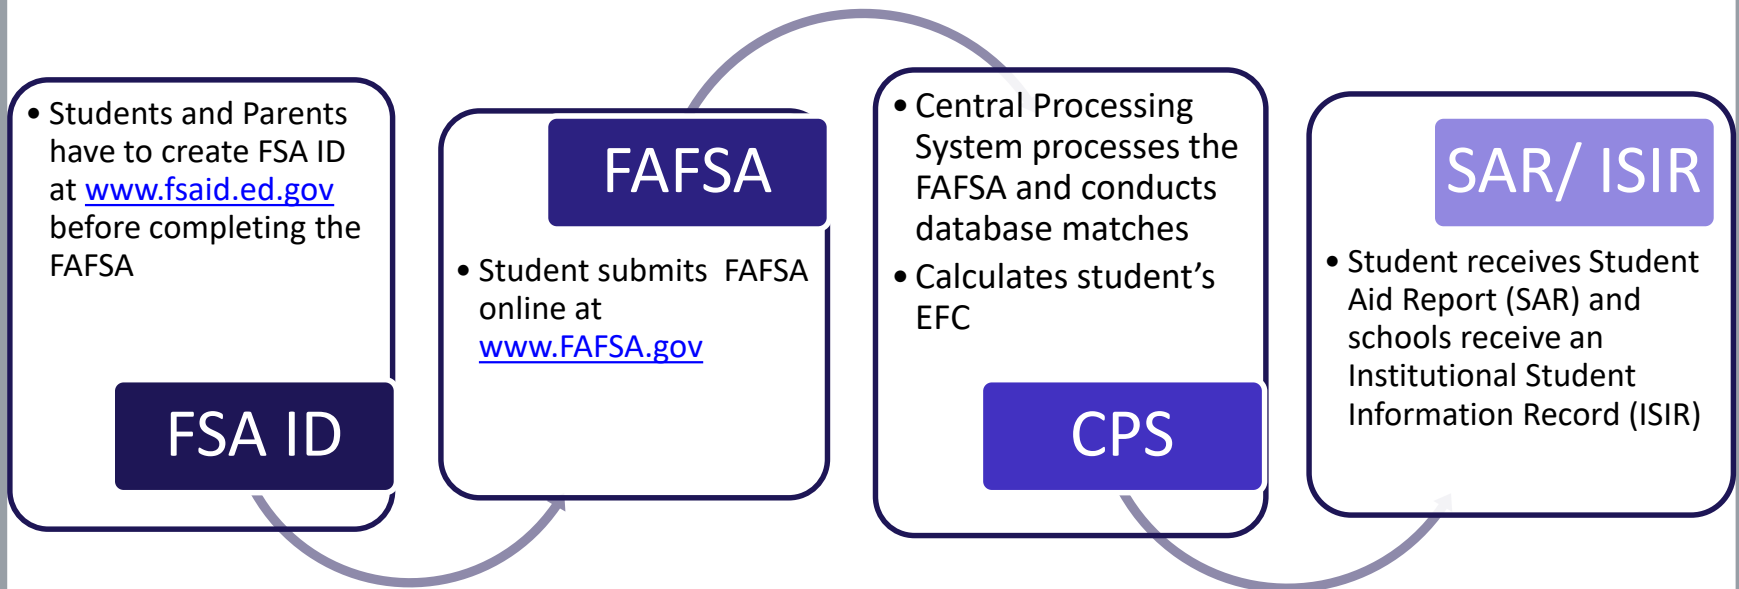 • Students and Parents
have to create FSA ID
at www.fsaid.ed.gov
before completing the
FAFSA
FSA ID
FAFSA
• Student submits  FAFSA
online at
www.FAFSA.gov
• Central Processing
System processes the
FAFSA and conducts
database matches
• Calculates student’s
EFC
CPS
SAR/ ISIR
• Student receives Student
Aid Report (SAR) and
schools receive an
Institutional Student
Information Record (ISIR)